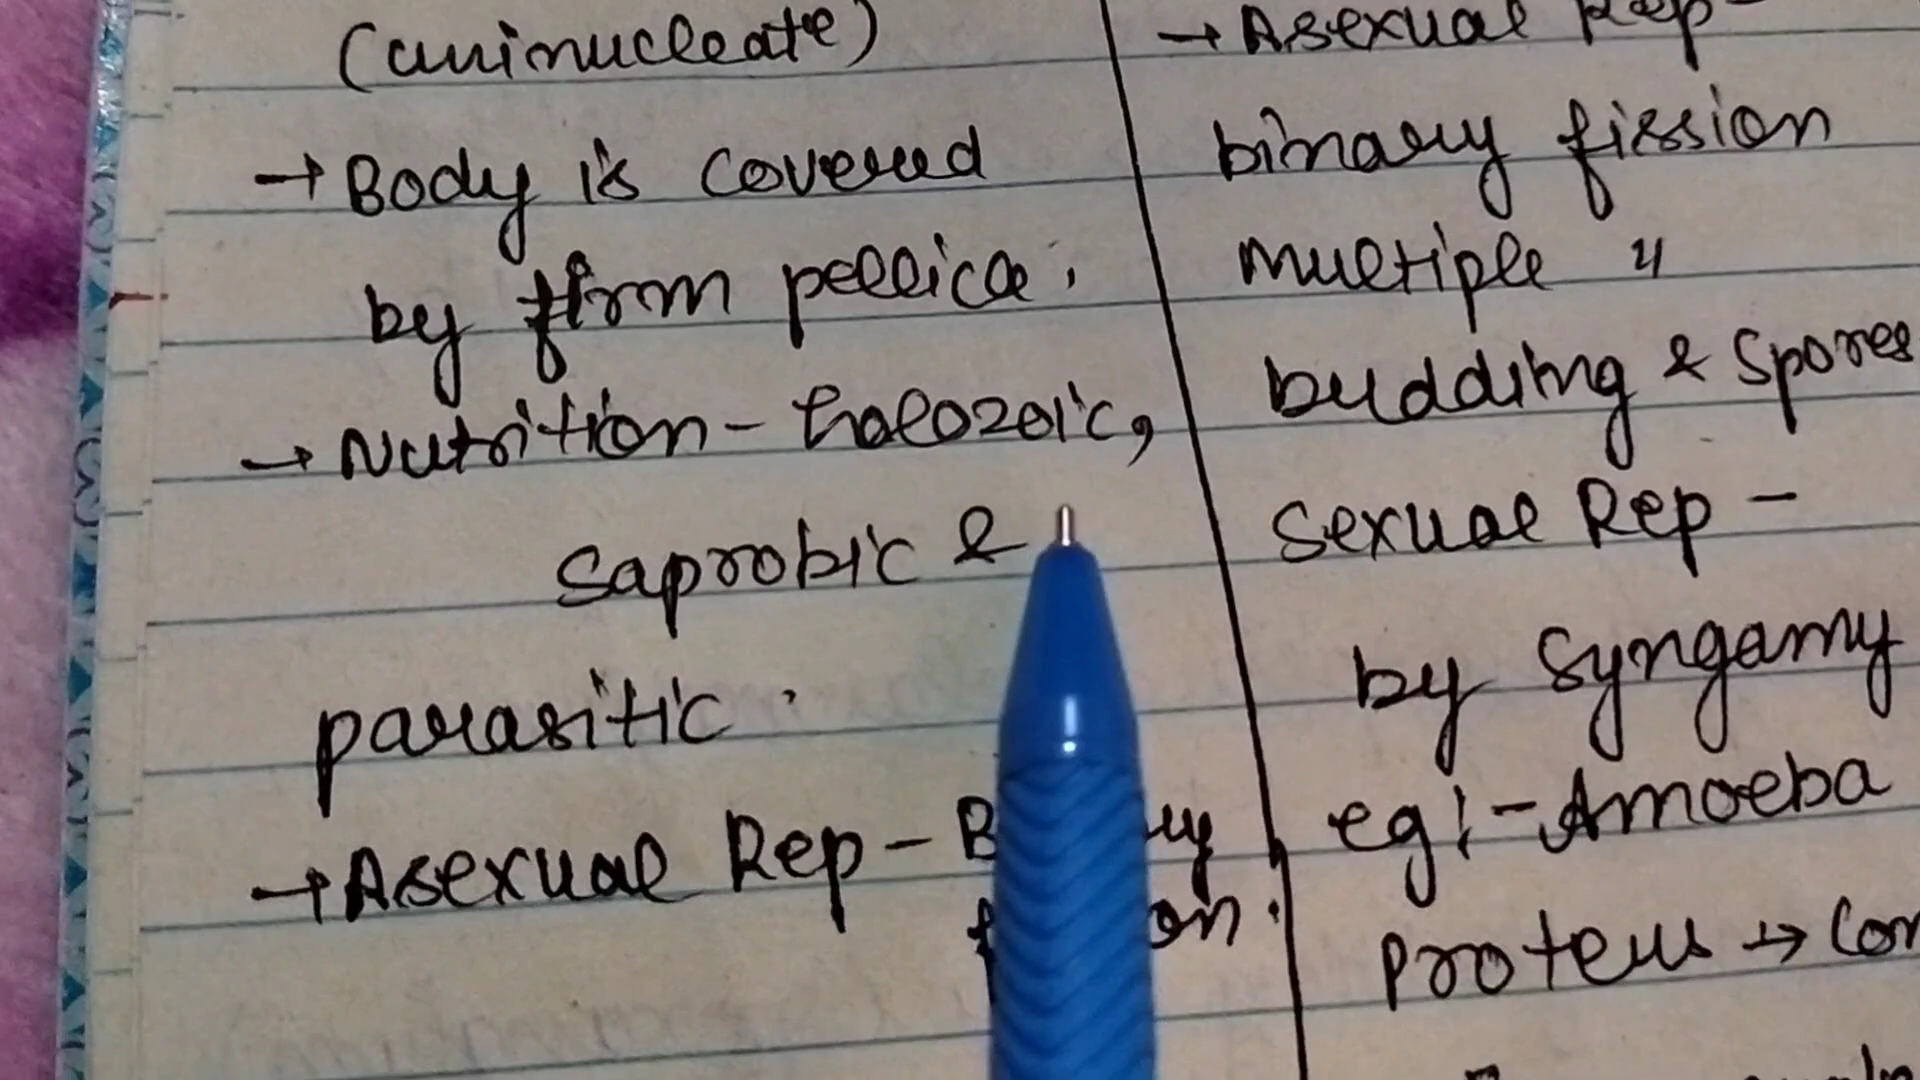 (uninucleate)
→ Body is covered
by firm pellicle.
→ Nutrition - holozoic,
saprobic &
parasitic.
→ Asexual Rep -
→ Asexual Rep -
binary fission
multiple "
budding & Spores
Sexual Rep -
by Syngamy
eg:- Amoeba
Proteus →